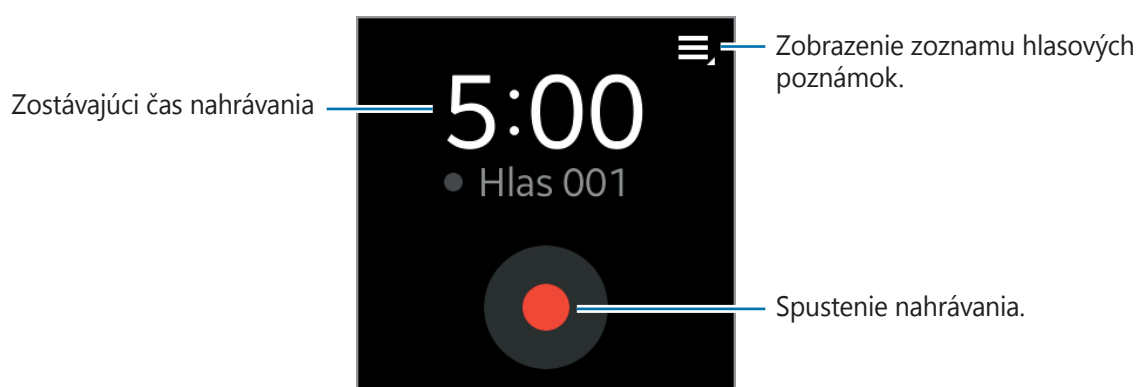 Zobrazenie zoznamu hlasových
poznámok.
Zostávajúci čas nahrávania
5:00
Hlas 001
Spustenie nahrávania.